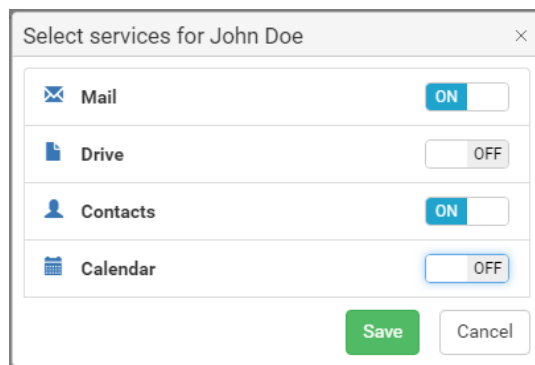 Select services for John Doe ×
Mail ON
Drive OFF
Contacts ON
Calendar OFF
Save Cancel